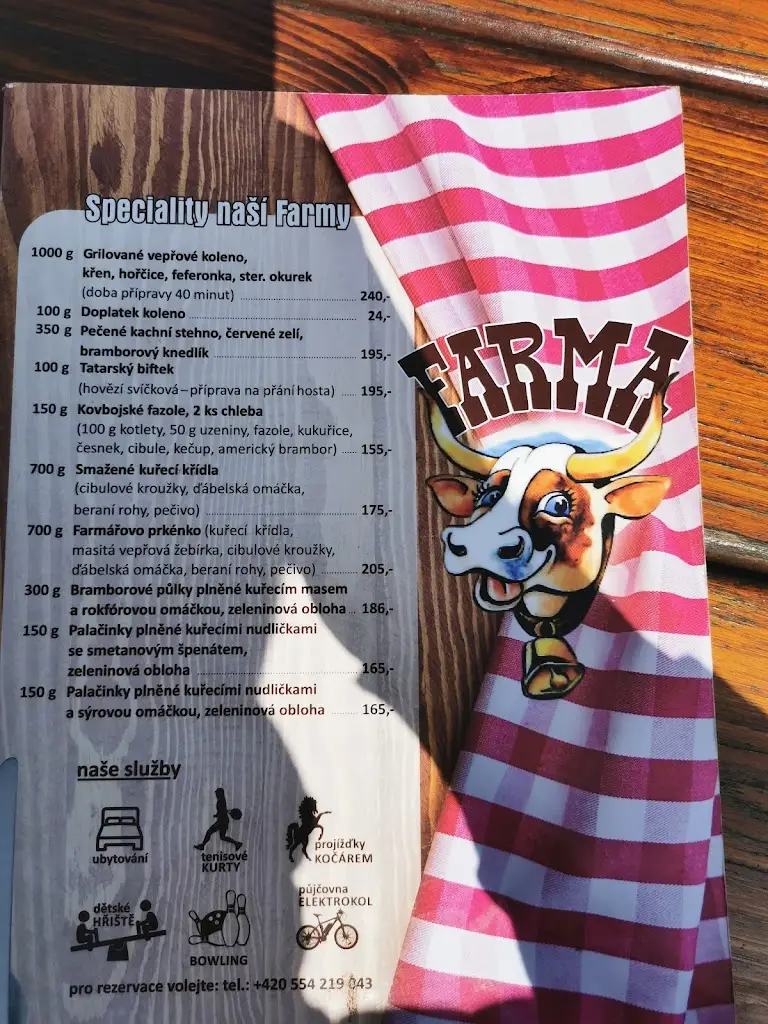 Speciality naší Farmy
1000 g Grilované vepřové koleno,
křen, hořčice, feferonka, ster. okurek
(doba přípravy 40 minut) 240,-
100 g Doplatek koleno 24,-
350 g Pečené kachní stehno, červené zelí,
bramborový knedlík 195,-
100 g Tatarský biftek
(hovězí svíčková – příprava na přání hosta) 195,-
150 g Kovbojské fazole, 2 ks chleba
(100 g kotlety, 50 g uzeniny, fazole, kukuřice,
česnek, cibule, kečup, americký brambor) 155,-
700 g Smažené kuřecí křídla
(cibulové kroužky, ďábelská omáčka,
beraní rohy, pečivo) 175,-
700 g Farmářovo prkénko (kuřecí křídla,
masitá vepřová žebírka, cibulové kroužky,
ďábelská omáčka, beraní rohy, pečivo) 205,-
300 g Bramborové půlky plněné kuřecím masem
a rokfórovou omáčkou, zeleninová obloha 186,-
150 g Palačinky plněné kuřecími nudličkami
se smetanovým špenátem,
zeleninová obloha 165,-
150 g Palačinky plněné kuřecími nudličkami
a sýrovou omáčkou, zeleninová obloha 165,-
FARMA
naše služby
ubytování
tenisové
KURTY
projížďky
KOČÁREM
dětské
HŘIŠTĚ
BOWLING
půjčovna
ELEKTROKOL
pro rezervace volejte: tel.: +420 554 219 043